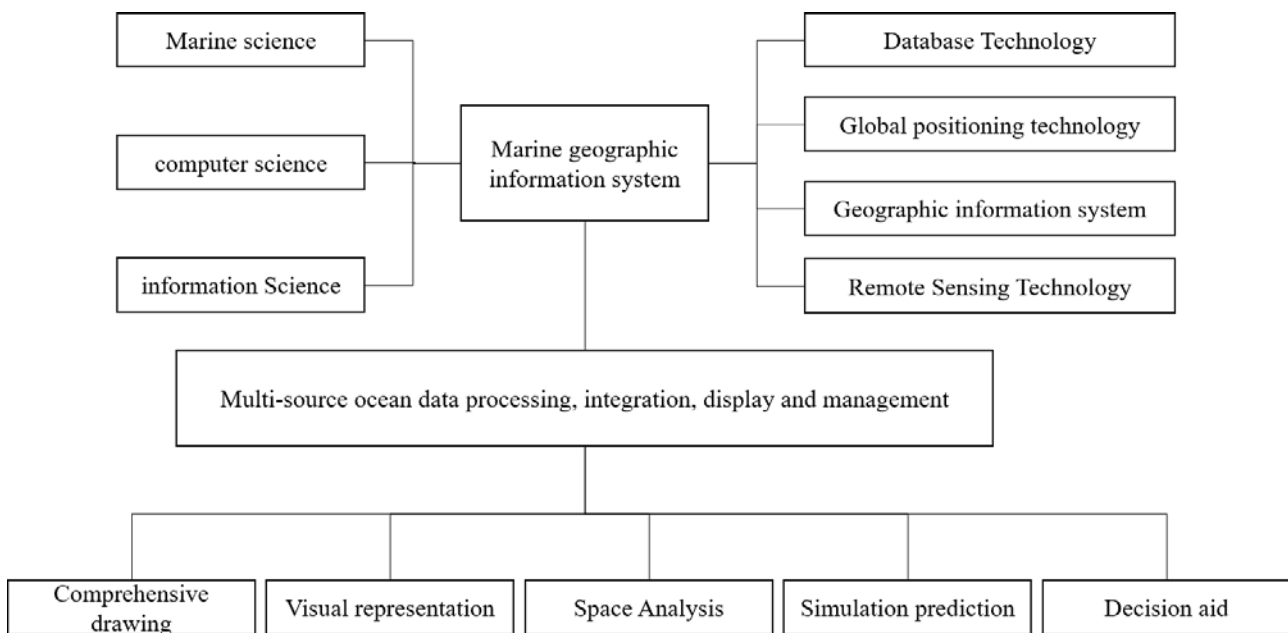 Marine science
computer science
information Science
Marine geographic
information system
Database Technology
Global positioning technology
Geographic information system
Remote Sensing Technology
Multi-source ocean data processing, integration, display and management
Comprehensive
drawing
Visual representation
Space Analysis
Simulation prediction
Decision aid